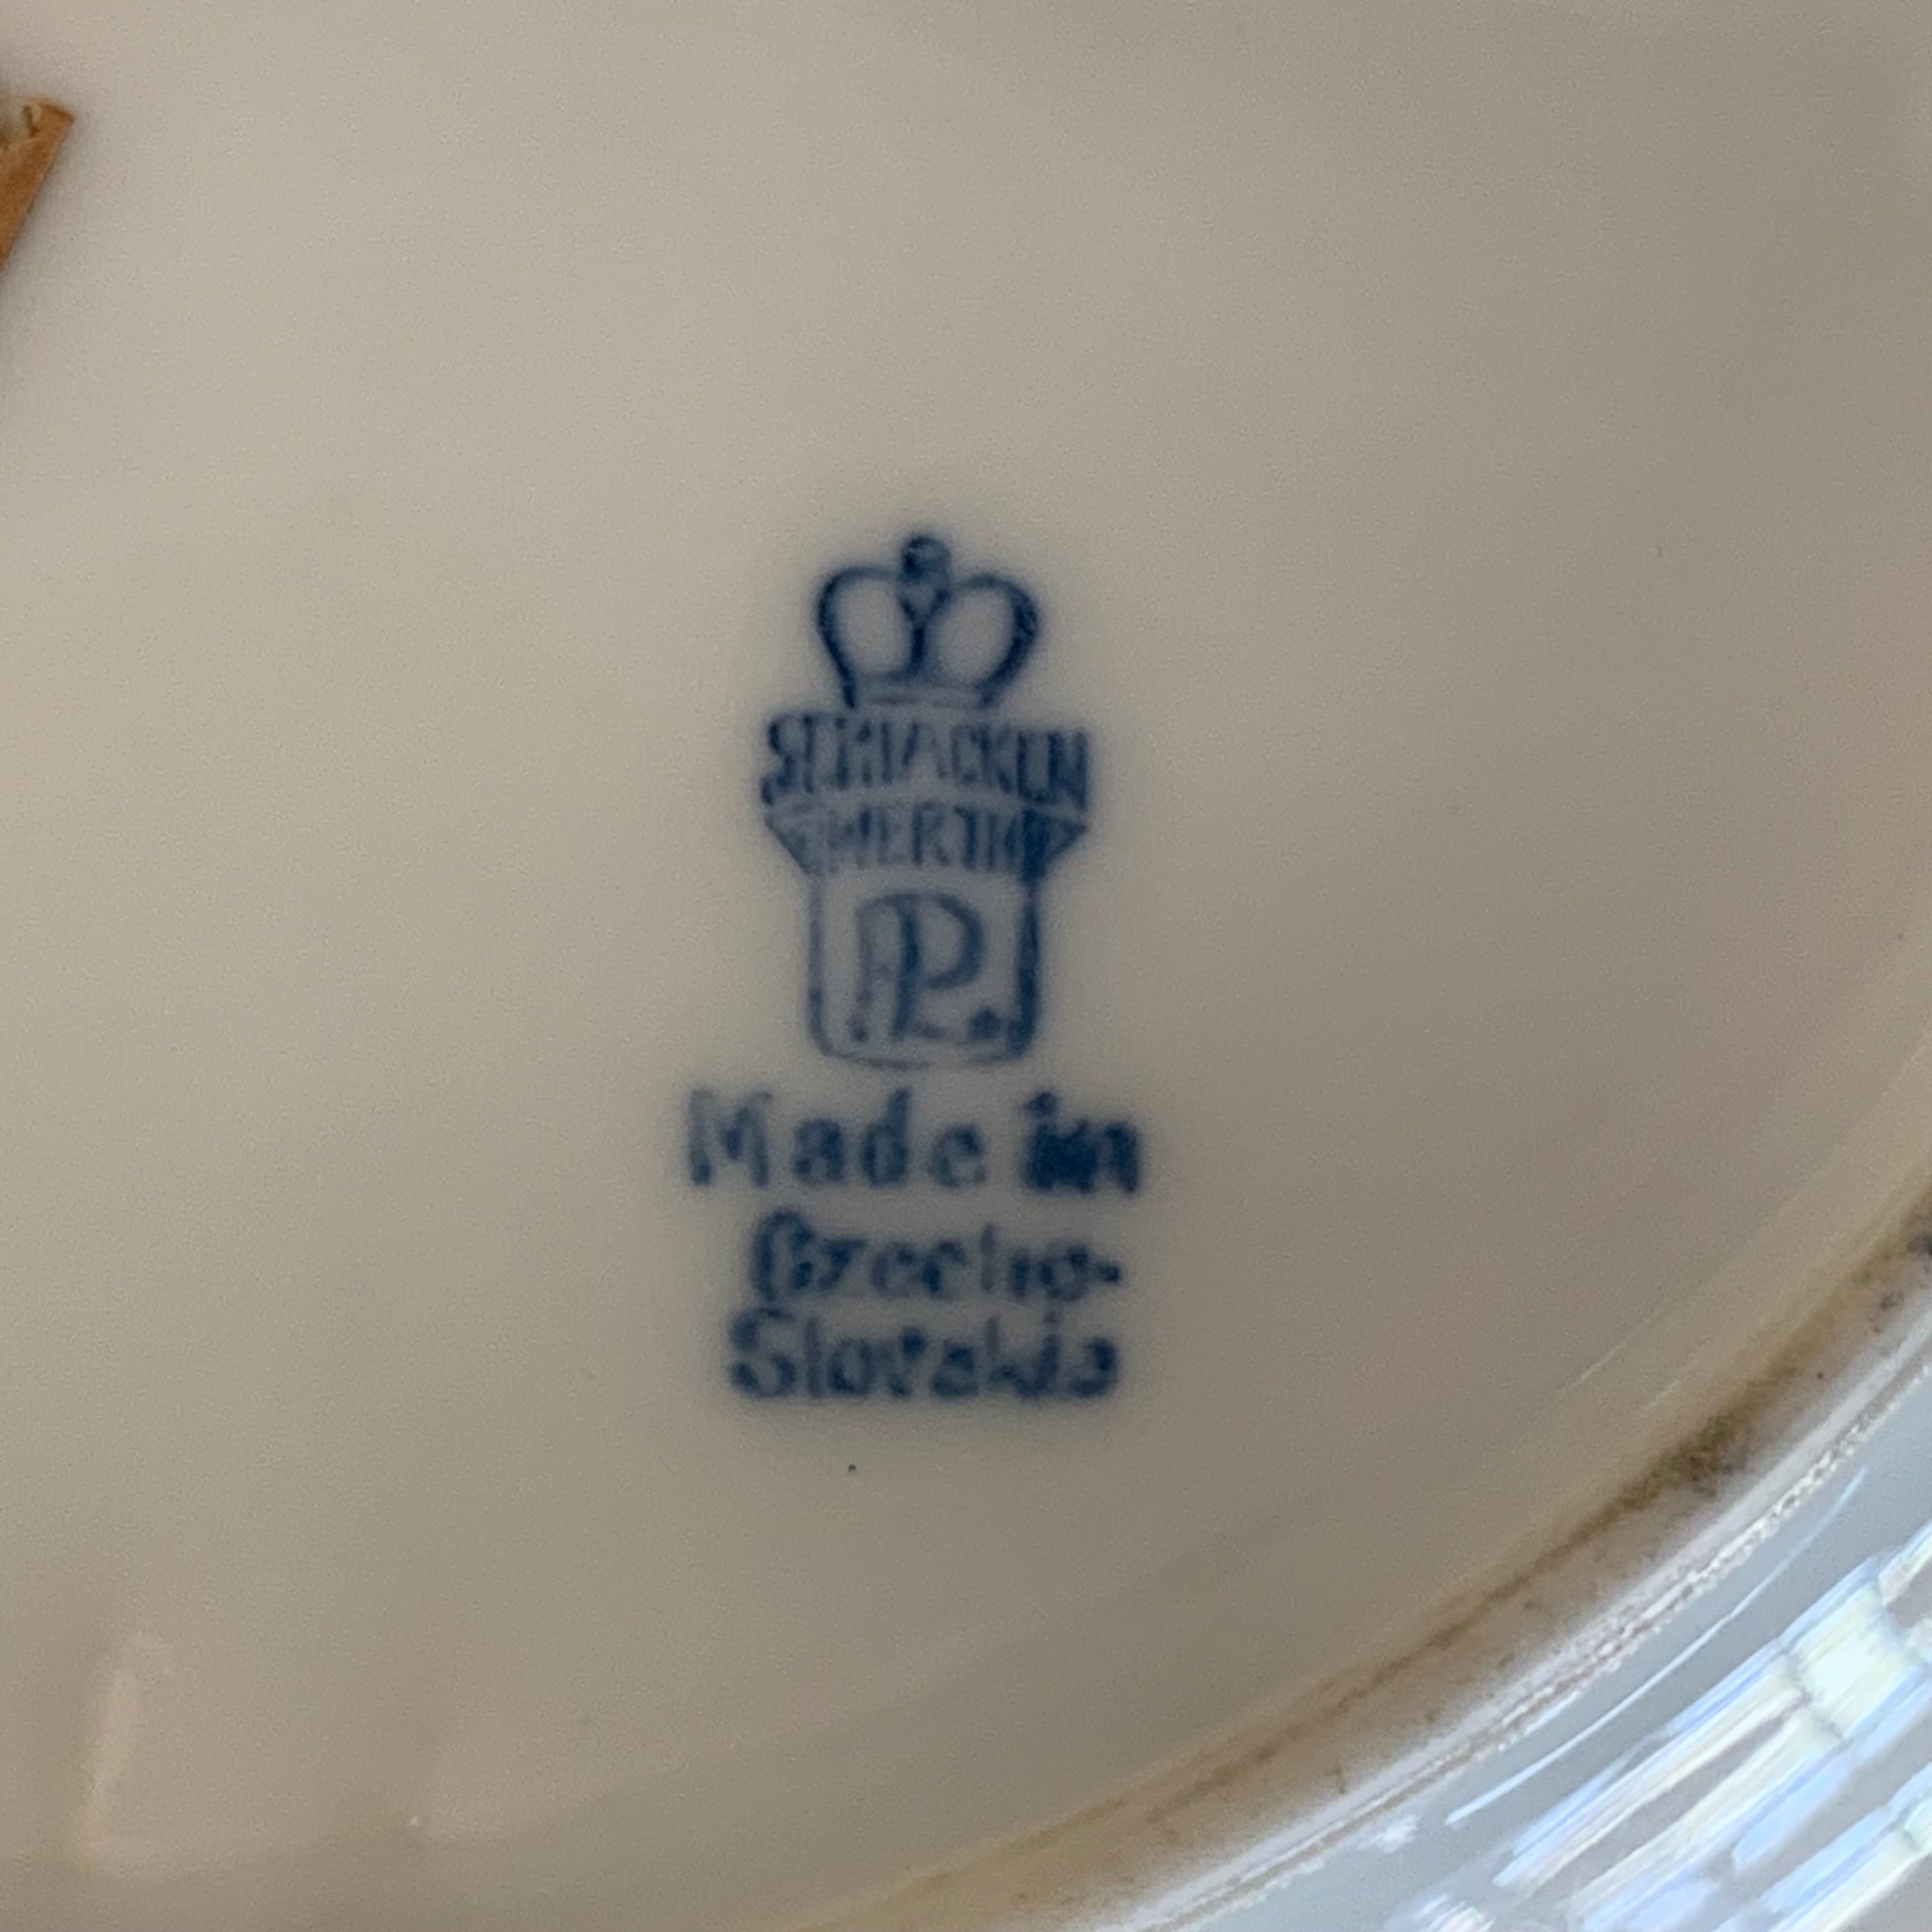 SCHLACKEN
WERTH
P
Made in
Czecho-
Slovakia